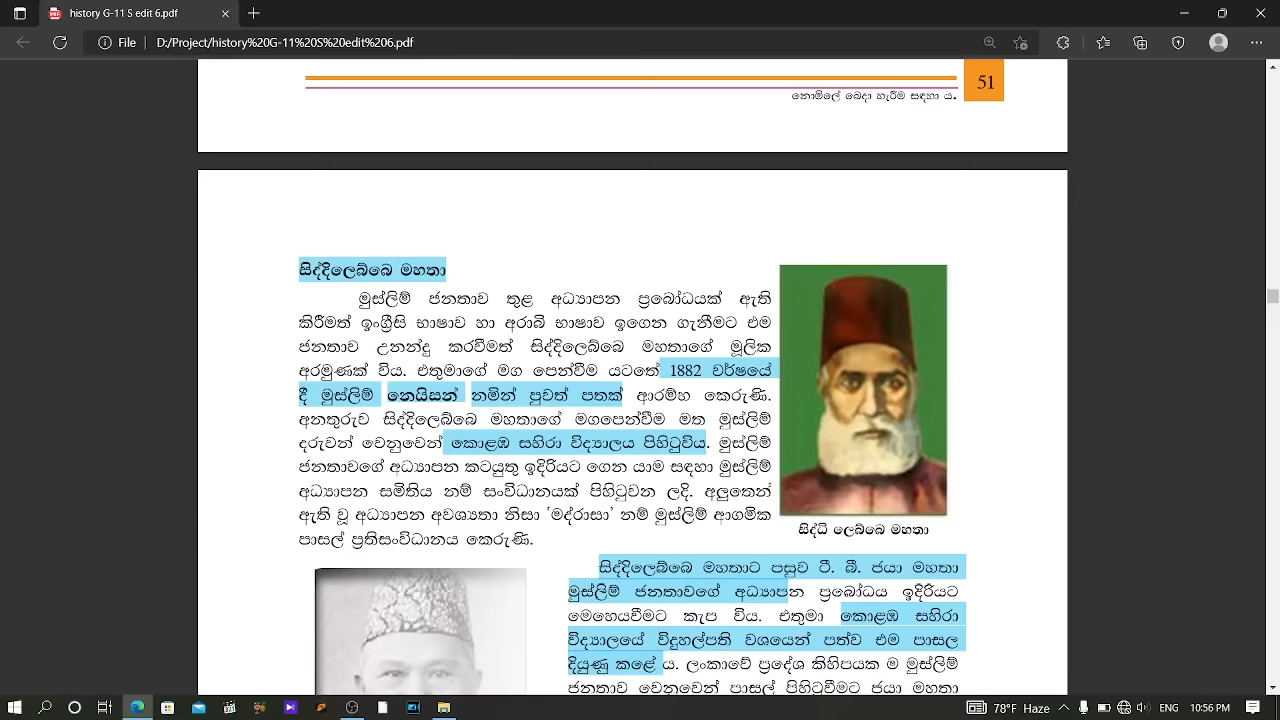 history G-11 S edit 6.pdf
File
D:/Project/history%20G-11%20S%20edit%206.pdf
51
නොමිලේ බෙදා හැරීම සඳහා ය.
සිද්දිලෙබ්බෙ මහතා
මුස්ලිම් ජනතාව තුළ අධ්‍යාපන ප්‍රබෝධයක් ඇති
කිරීමත් ඉංග්‍රීසි භාෂාව හා අරාබි භාෂාව ඉගෙන ගැනීමට එම
ජනතාව උනන්දු කරවීමත් සිද්දිලෙබ්බෙ මහතාගේ මූලික
අරමුණක් විය. එතුමාගේ මග පෙන්වීම යටතේ 1882 වර්ෂයේ
දී මුස්ලිම් නෙයිසන් නමින් පුවත් පතක් ආරම්භ කෙරුණි.
අනතුරුව සිද්දිලෙබ්බෙ මහතාගේ මගපෙන්වීම මත මුස්ලිම්
දරුවන් වෙනුවෙන් කොළඹ සහිරා විද්‍යාලය පිහිටුවිය. මුස්ලිම්
ජනතාවගේ අධ්‍යාපන කටයුතු ඉදිරියට ගෙන යාම සඳහා මුස්ලිම්
අධ්‍යාපන සමිතිය නම් සංවිධානයක් පිහිටුවන ලදි. අලුතෙන්
ඇති වූ අධ්‍යාපන අවශ්‍යතා නිසා 'මද්රාසා' නම් මුස්ලිම් ආගමික
පාසල් ප්‍රතිසංවිධානය කෙරුණි.
සිද්ධි ලෙබ්බෙ මහතා
සිද්දිලෙබ්බෙ මහතාට පසුව ටී. බී. ජයා මහතා
මුස්ලිම් ජනතාවගේ අධ්‍යාපන ප්‍රබෝධය ඉදිරියට
මෙහෙයවීමට කැප විය. එතුමා කොළඹ සහිරා
විද්‍යාලයේ විදුහල්පති වශයෙන් පත්ව එම පාසල
දියුණු කළේ ය. ලංකාවේ ප්‍රදේශ කිහිපයක ම මුස්ලිම්
ජනතාව වෙනුවෙන් පාසල් පිහිටුවීමට ජයා මහතා
78°F Haze
ENG
10:56 PM